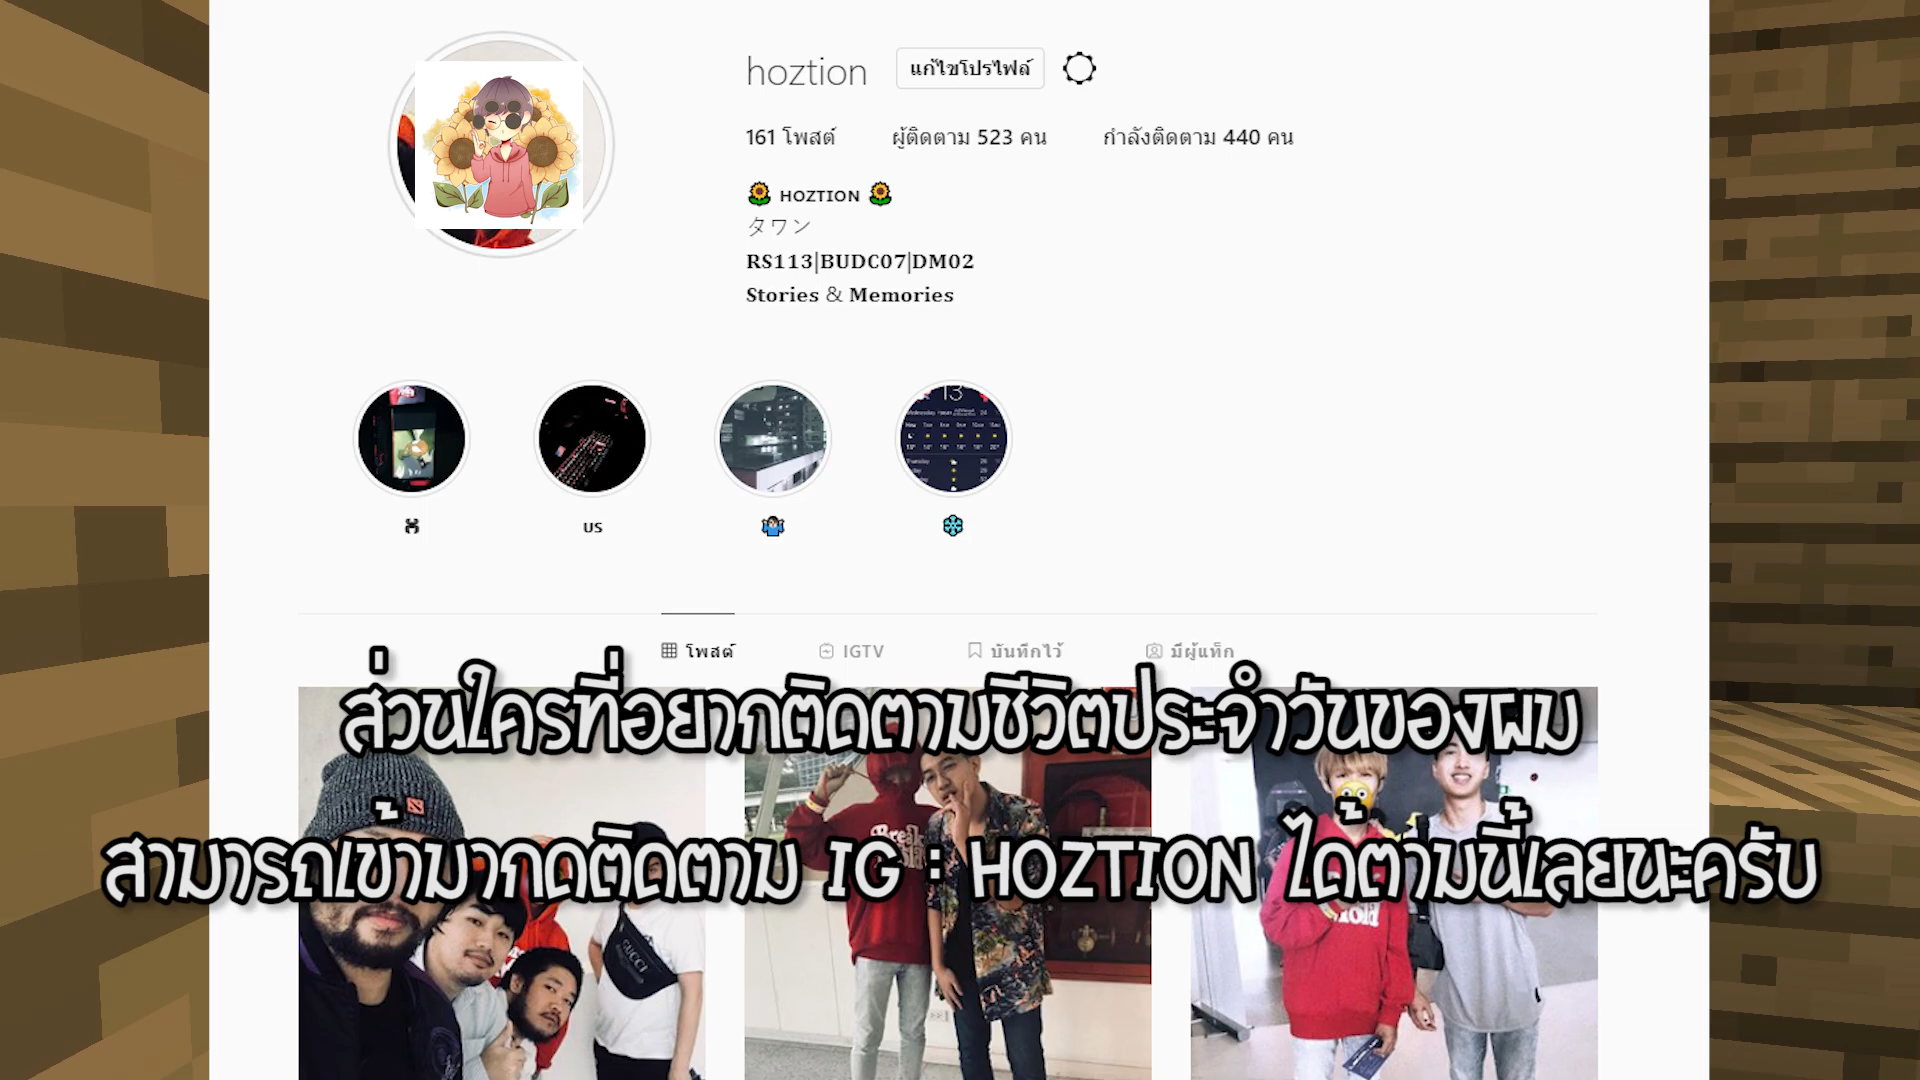 hoztion แก้ไขโปรไฟล์
161 โพสต์ ผู้ติดตาม 523 คน กำลังติดตาม 440 คน
🌻 HOZTION 🌻
タワン
RS113|BUDC07|DM02
Stories & Memories
13
US
โพสต์ IGTV บันทึกไว้ มีผู้แท็ก
ส่วนใครที่อยากติดตามชีวิตประจำวันของผม
สามารถเข้ามากดติดตาม IG : HOZTION ได้ตามนี้เลยนะครับ
GUCCI